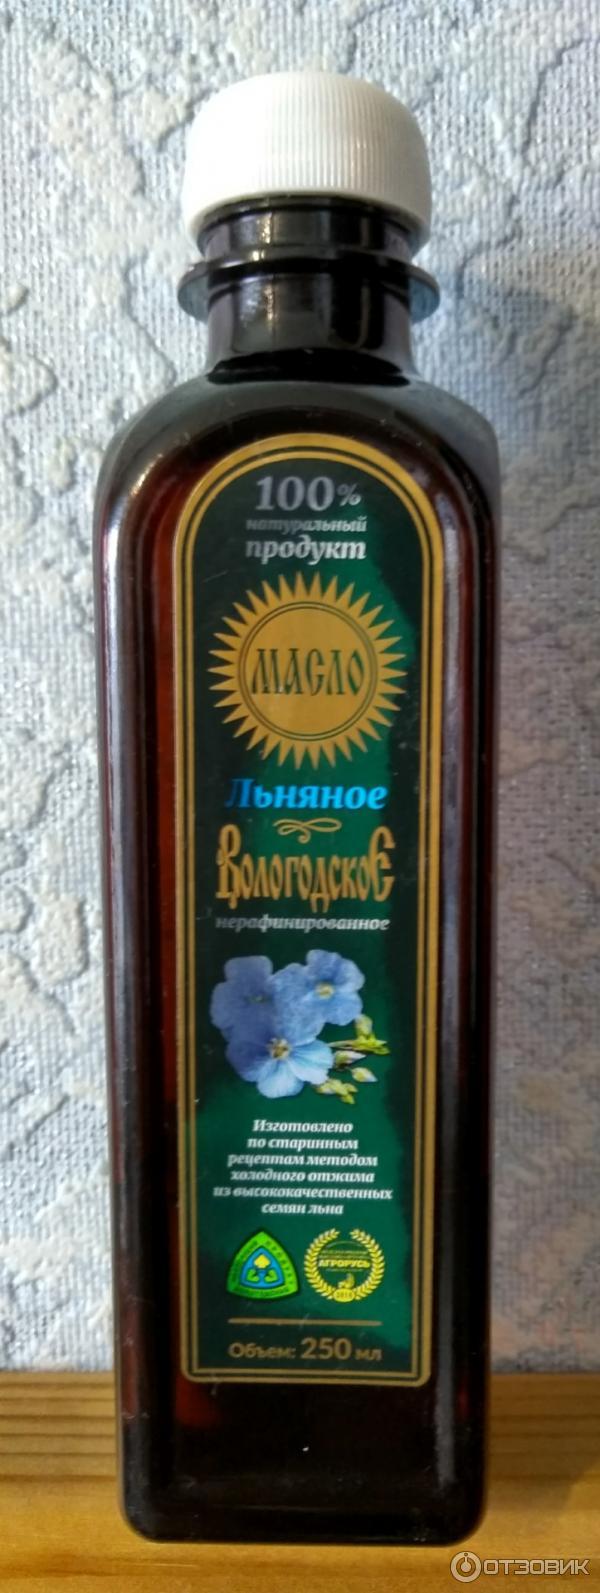 100%
натуральный
продукт
МАСЛО
Льняное
Вологодское
нерафинированное
Изготовлено
по старинным
рецептам методом
холодного отжима
из высококачественных
семян льна
АГРОРУСЬ
Объем: 250 мл
ОТЗОВИК